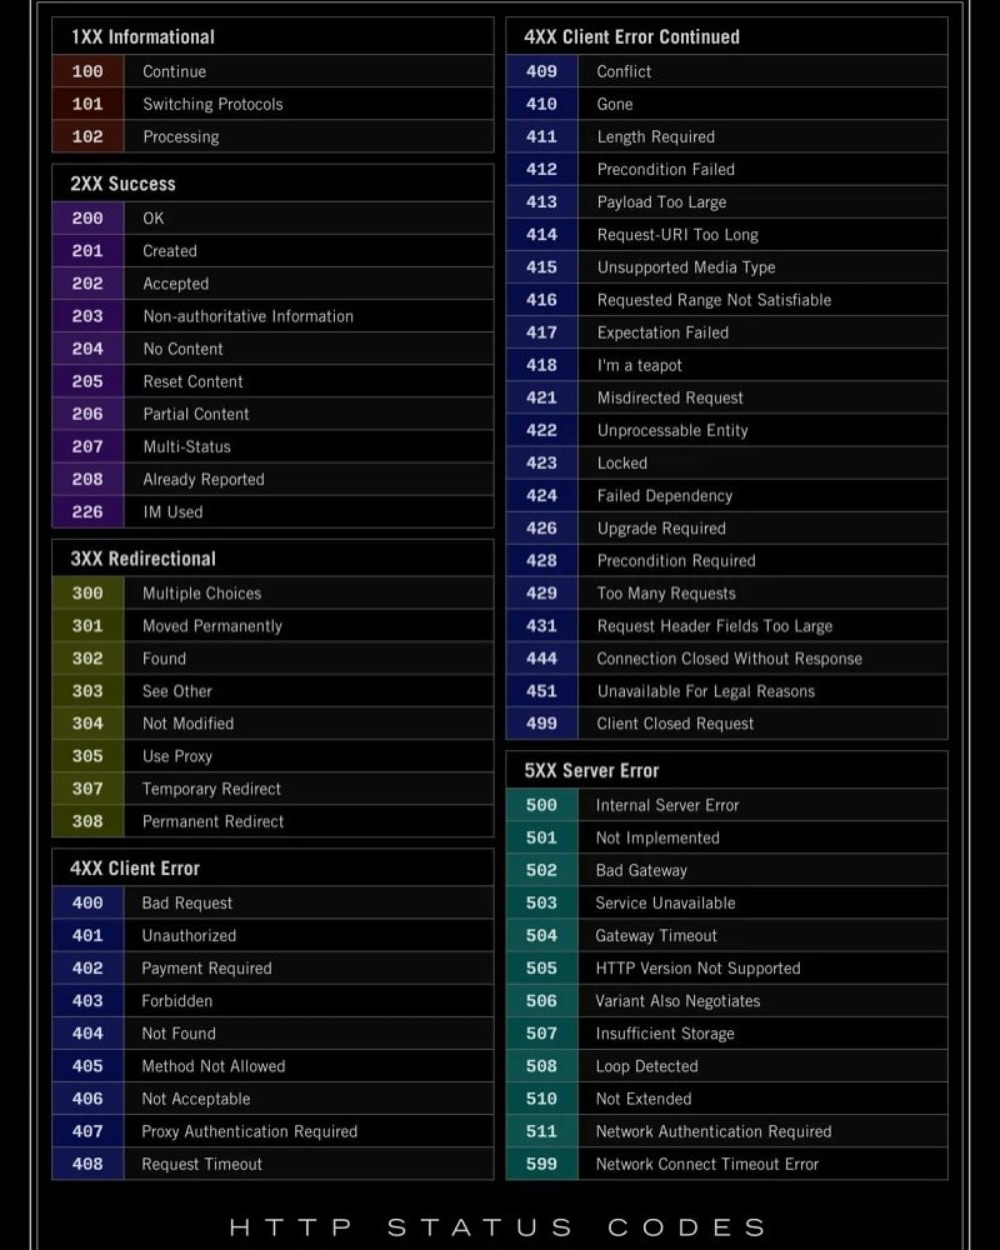 1XX Informational
100 Continue
101 Switching Protocols
102 Processing
2XX Success
200 OK
201 Created
202 Accepted
203 Non-authoritative Information
204 No Content
205 Reset Content
206 Partial Content
207 Multi-Status
208 Already Reported
226 IM Used
3XX Redirectional
300 Multiple Choices
301 Moved Permanently
302 Found
303 See Other
304 Not Modified
305 Use Proxy
307 Temporary Redirect
308 Permanent Redirect
4XX Client Error
400 Bad Request
401 Unauthorized
402 Payment Required
403 Forbidden
404 Not Found
405 Method Not Allowed
406 Not Acceptable
407 Proxy Authentication Required
408 Request Timeout
4XX Client Error Continued
409 Conflict
410 Gone
411 Length Required
412 Precondition Failed
413 Payload Too Large
414 Request-URI Too Long
415 Unsupported Media Type
416 Requested Range Not Satisfiable
417 Expectation Failed
418 I'm a teapot
421 Misdirected Request
422 Unprocessable Entity
423 Locked
424 Failed Dependency
426 Upgrade Required
428 Precondition Required
429 Too Many Requests
431 Request Header Fields Too Large
444 Connection Closed Without Response
451 Unavailable For Legal Reasons
499 Client Closed Request
5XX Server Error
500 Internal Server Error
501 Not Implemented
502 Bad Gateway
503 Service Unavailable
504 Gateway Timeout
505 HTTP Version Not Supported
506 Variant Also Negotiates
507 Insufficient Storage
508 Loop Detected
510 Not Extended
511 Network Authentication Required
599 Network Connect Timeout Error
HTTP STATUS CODES